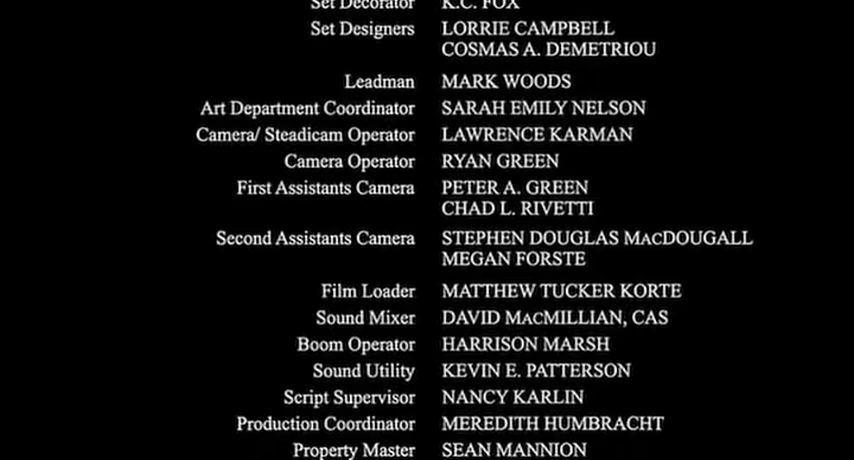 Set Decorator K.C. FOX
Set Designers LORRIE CAMPBELL
COSMAS A. DEMETRIOU
Leadman MARK WOODS
Art Department Coordinator SARAH EMILY NELSON
Camera/ Steadicam Operator LAWRENCE KARMAN
Camera Operator RYAN GREEN
First Assistants Camera PETER A. GREEN
CHAD L. RIVETTI
Second Assistants Camera STEPHEN DOUGLAS MACDOUGALL
MEGAN FORSTE
Film Loader MATTHEW TUCKER KORTE
Sound Mixer DAVID MACMILLIAN, CAS
Boom Operator HARRISON MARSH
Sound Utility KEVIN E. PATTERSON
Script Supervisor NANCY KARLIN
Production Coordinator MEREDITH HUMBRACHT
Property Master SEAN MANNION